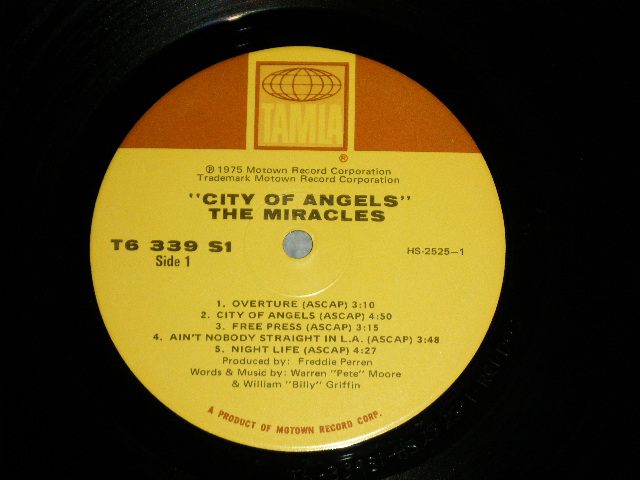 TAMLA
®
℗ 1975 Motown Record Corporation
Trademark Motown Record Corporation
"CITY OF ANGELS"
THE MIRACLES
T6 339 S1
Side 1
HS-2525-1
1. OVERTURE (ASCAP) 3:10
2. CITY OF ANGELS (ASCAP) 4:50
3. FREE PRESS (ASCAP) 3:15
4. AIN'T NOBODY STRAIGHT IN L.A. (ASCAP) 3:48
5. NIGHT LIFE (ASCAP) 4:27
Produced by: Freddie Perren
Words & Music by: Warren "Pete" Moore
& William "Billy" Griffin
A PRODUCT OF MOTOWN RECORD CORP.